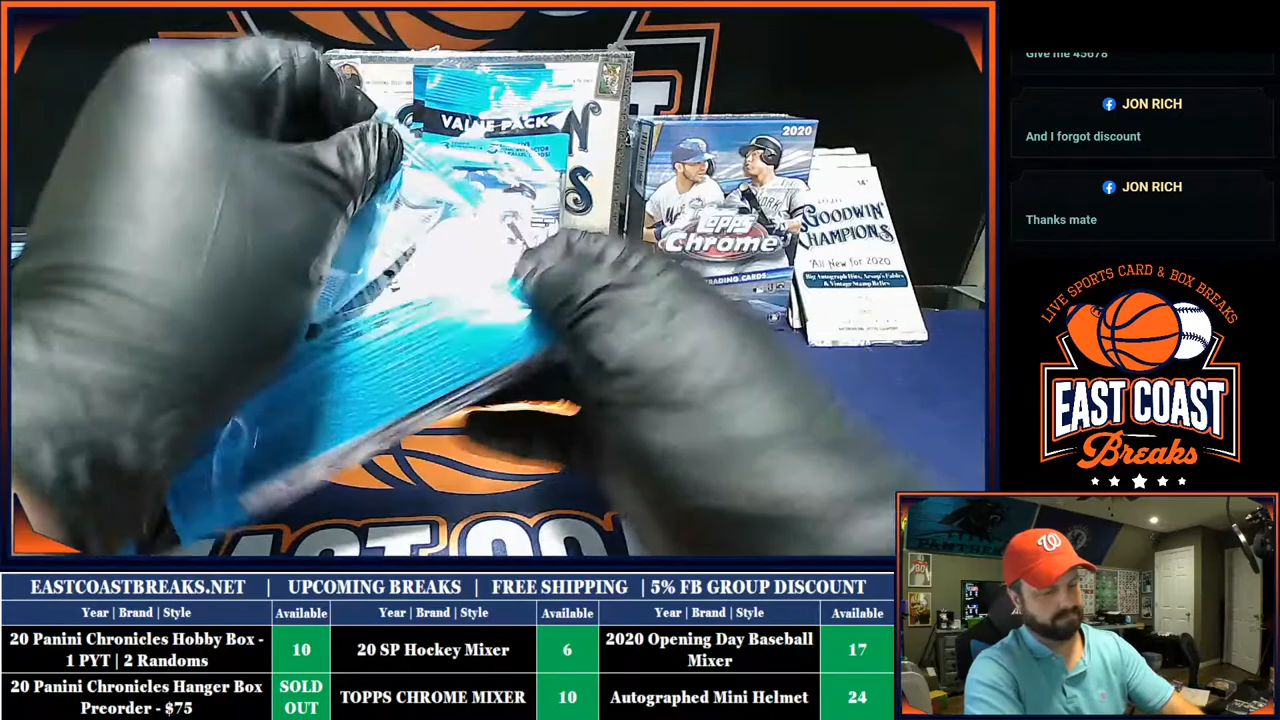 VALUE PACK
N
S
2020
Topps
Chrome
TRADING CARDS
2020
GOODWIN
CHAMPIONS
All New for 2020
Big Autograph Hits, Aesop's Fables
& Vintage Stamp Relics
EAST CO
Give me 45678
JON RICH
And I forgot discount
JON RICH
Thanks mate
LIVE SPORTS CARD & BOX BREAKS
EAST COAST
Breaks
W
EASTCOASTBREAKS.NET | UPCOMING BREAKS | FREE SHIPPING | 5% FB GROUP DISCOUNT
Year | Brand | Style Available Year | Brand | Style Available Year | Brand | Style Available
20 Panini Chronicles Hobby Box -
1 PYT | 2 Randoms
10
20 SP Hockey Mixer
6
2020 Opening Day Baseball
Mixer
17
20 Panini Chronicles Hanger Box
Preorder - $75
SOLD
OUT
TOPPS CHROME MIXER
10
Autographed Mini Helmet
24